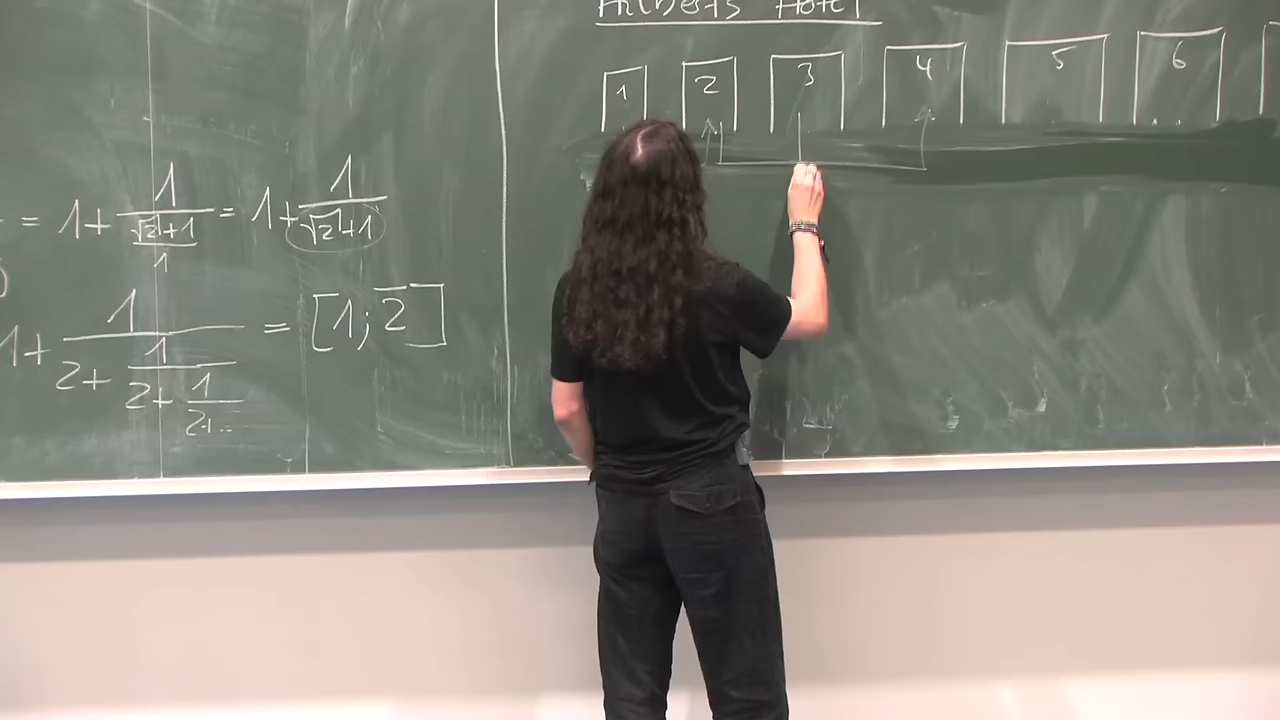 = 1 + 1/((√2+1)/1) = 1 + 1/(√2+1)
1 + 1/(2 + 1/(2 + 1/(2+..))) = [1; 2̅]
Hilberts Hotel
1 2 3 4 5 6